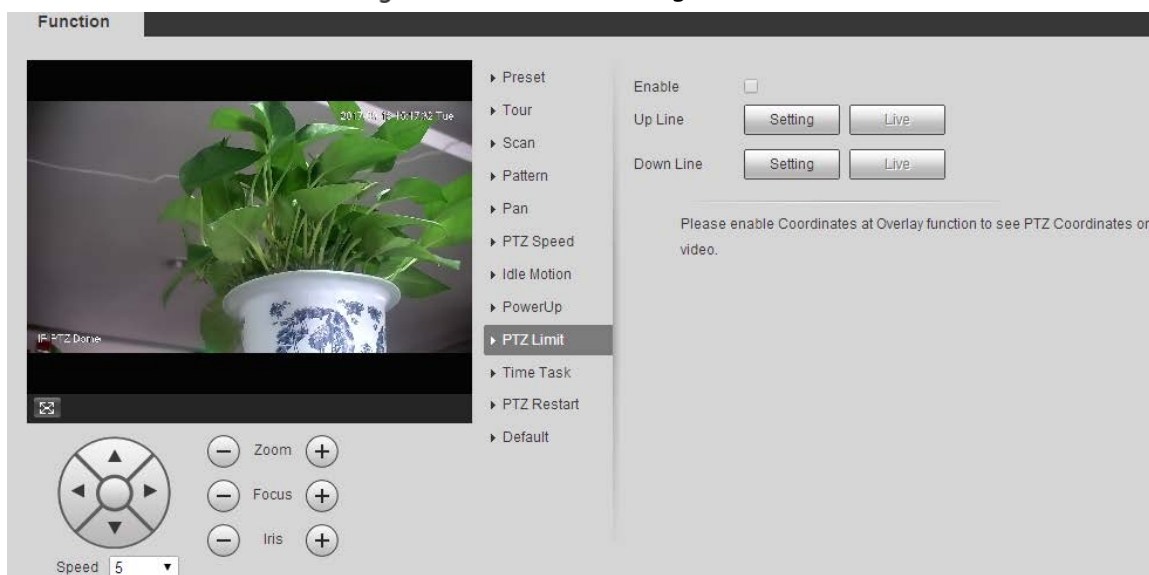 Function
Tue
IP PTZ Dome
Zoom
Focus
Iris
Speed 5
Preset
Tour
Scan
Pattern
Pan
PTZ Speed
Idle Motion
PowerUp
PTZ Limit
Time Task
PTZ Restart
Default
Enable
Up Line Setting Live
Down Line Setting Live
Please enable Coordinates at Overlay function to see PTZ Coordinates on
video.